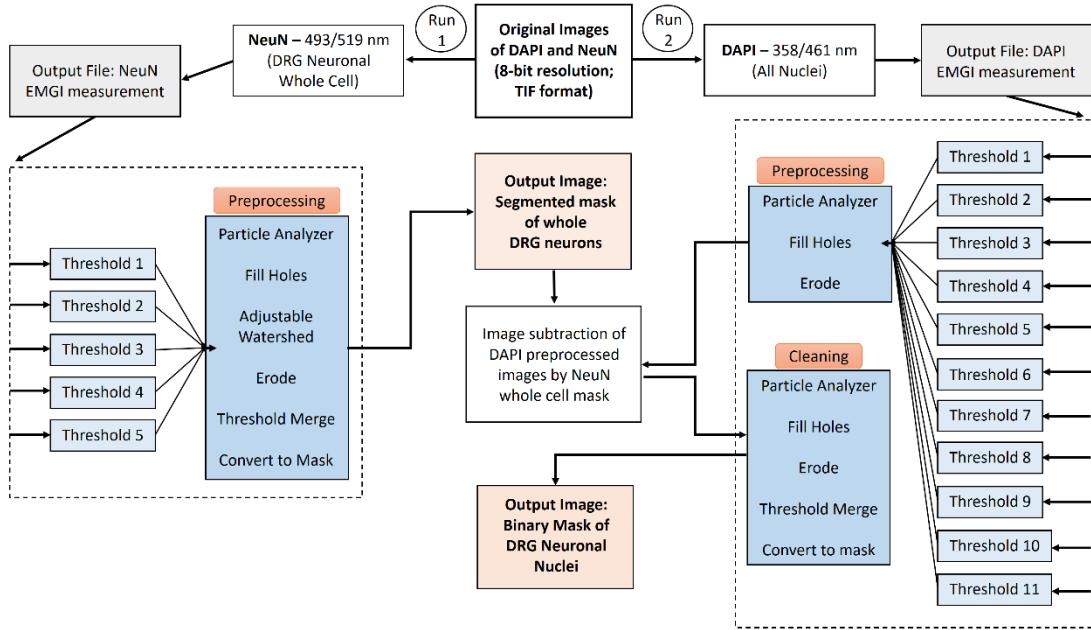 Original Images
of DAPI and NeuN
(8-bit resolution;
TIF format)
Run
1
NeuN – 493/519 nm
(DRG Neuronal
Whole Cell)
Output File: NeuN
EMGI measurement
Run
2
DAPI – 358/461 nm
(All Nuclei)
Output File: DAPI
EMGI measurement
Threshold 1
Threshold 2
Threshold 3
Threshold 4
Threshold 5
Preprocessing
Particle Analyzer
Fill Holes
Adjustable
Watershed
Erode
Threshold Merge
Convert to Mask
Output Image:
Segmented mask
of whole
DRG neurons
Image subtraction of
DAPI preprocessed
images by NeuN
whole cell mask
Output Image:
Binary Mask of
DRG Neuronal
Nuclei
Preprocessing
Particle Analyzer
Fill Holes
Erode
Cleaning
Particle Analyzer
Fill Holes
Erode
Threshold Merge
Convert to mask
Threshold 1
Threshold 2
Threshold 3
Threshold 4
Threshold 5
Threshold 6
Threshold 7
Threshold 8
Threshold 9
Threshold 10
Threshold 11